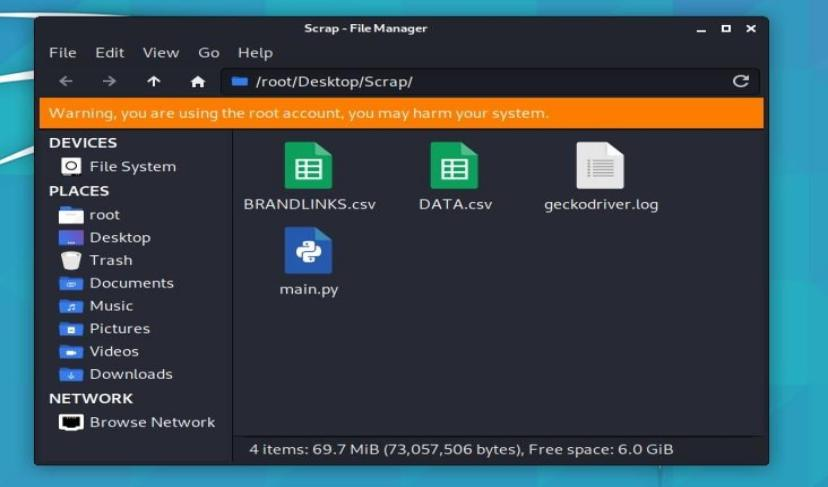 Scrap - File Manager
File Edit View Go Help
/root/Desktop/Scrap/
Warning, you are using the root account, you may harm your system.
DEVICES
File System
PLACES
root
Desktop
Trash
Documents
Music
Pictures
Videos
Downloads
NETWORK
Browse Network
BRANDLINKS.csv DATA.csv geckodriver.log
main.py
4 items: 69.7 MiB (73,057,506 bytes), Free space: 6.0 GiB